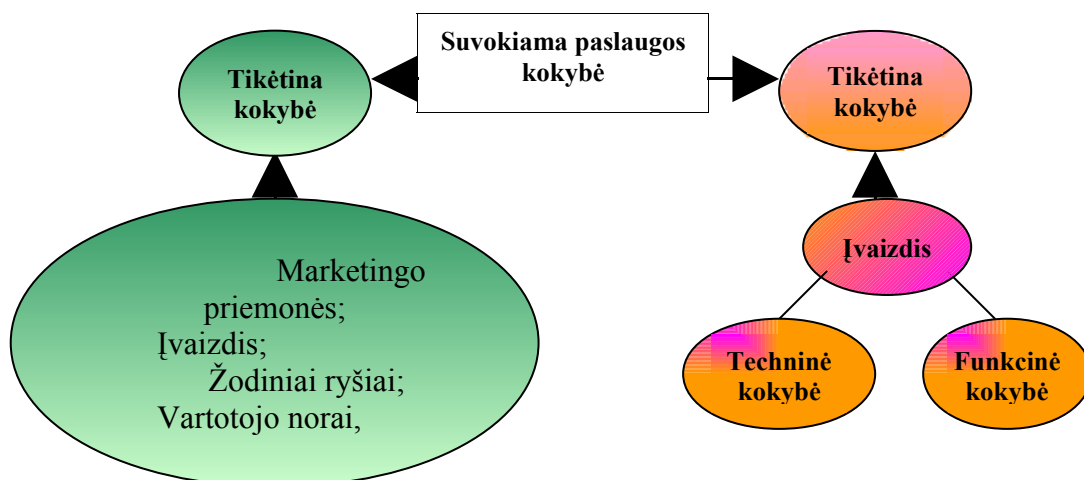 Suvokiama paslaugos
kokybė
Tikėtina
kokybė
Tikėtina
kokybė
Marketingo
priemonės;
Įvaizdis;
Žodiniai ryšiai;
Vartotojo norai,
Įvaizdis
Techninė
kokybė
Funkcinė
kokybė